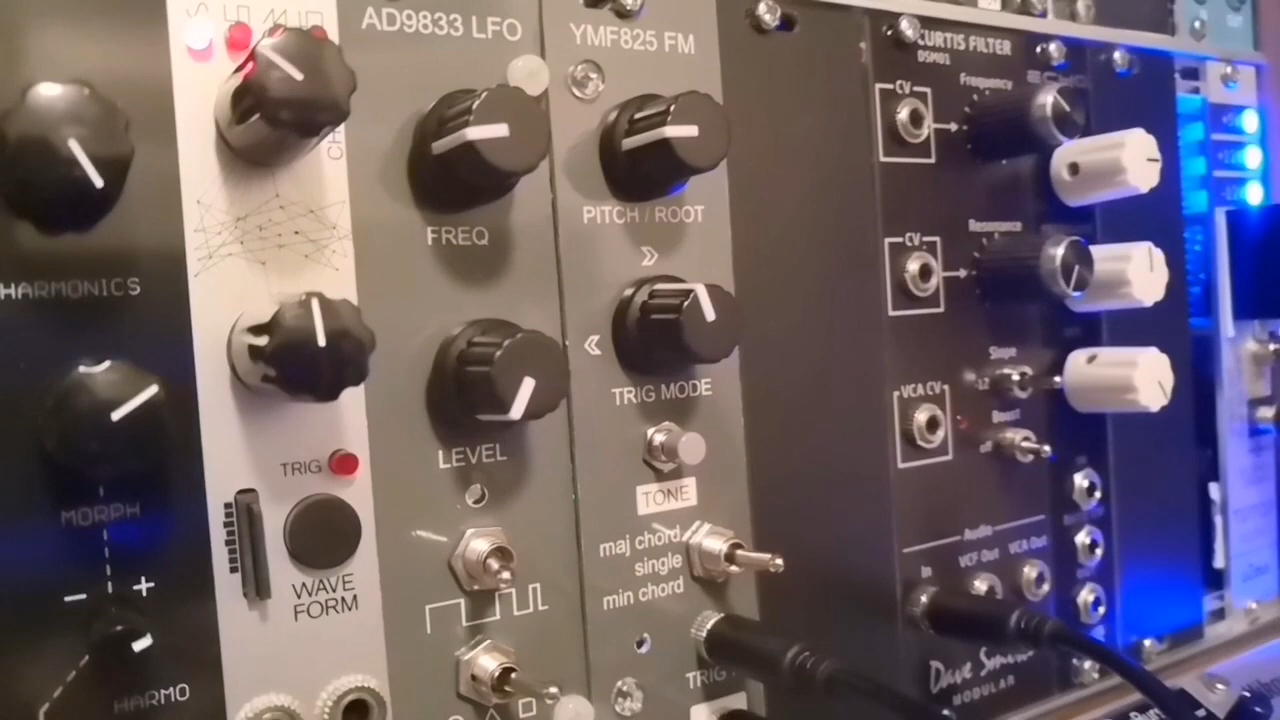 HARMONICS
MORPH
HARMO
TRIG
WAVE
FORM
AD9833 LFO
FREQ
LEVEL
YMF825 FM
PITCH / ROOT
TRIG MODE
TONE
maj chord
single
min chord
TRIG
CURTIS FILTER
DSM01
CV
Frequency
CV
Resonance
Slope
-12
VCA CV
Boost
off
Audio
In
VCF Out
VCA Out
MODULAR
ECHO